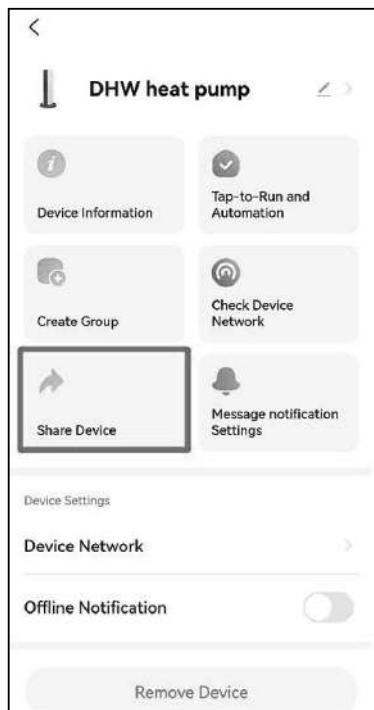 DHW heat pump
Device Information
Tap-to-Run and
Automation
Create Group
Check Device
Network
Share Device
Message notification
Settings
Device Settings
Device Network
Offline Notification
Remove Device